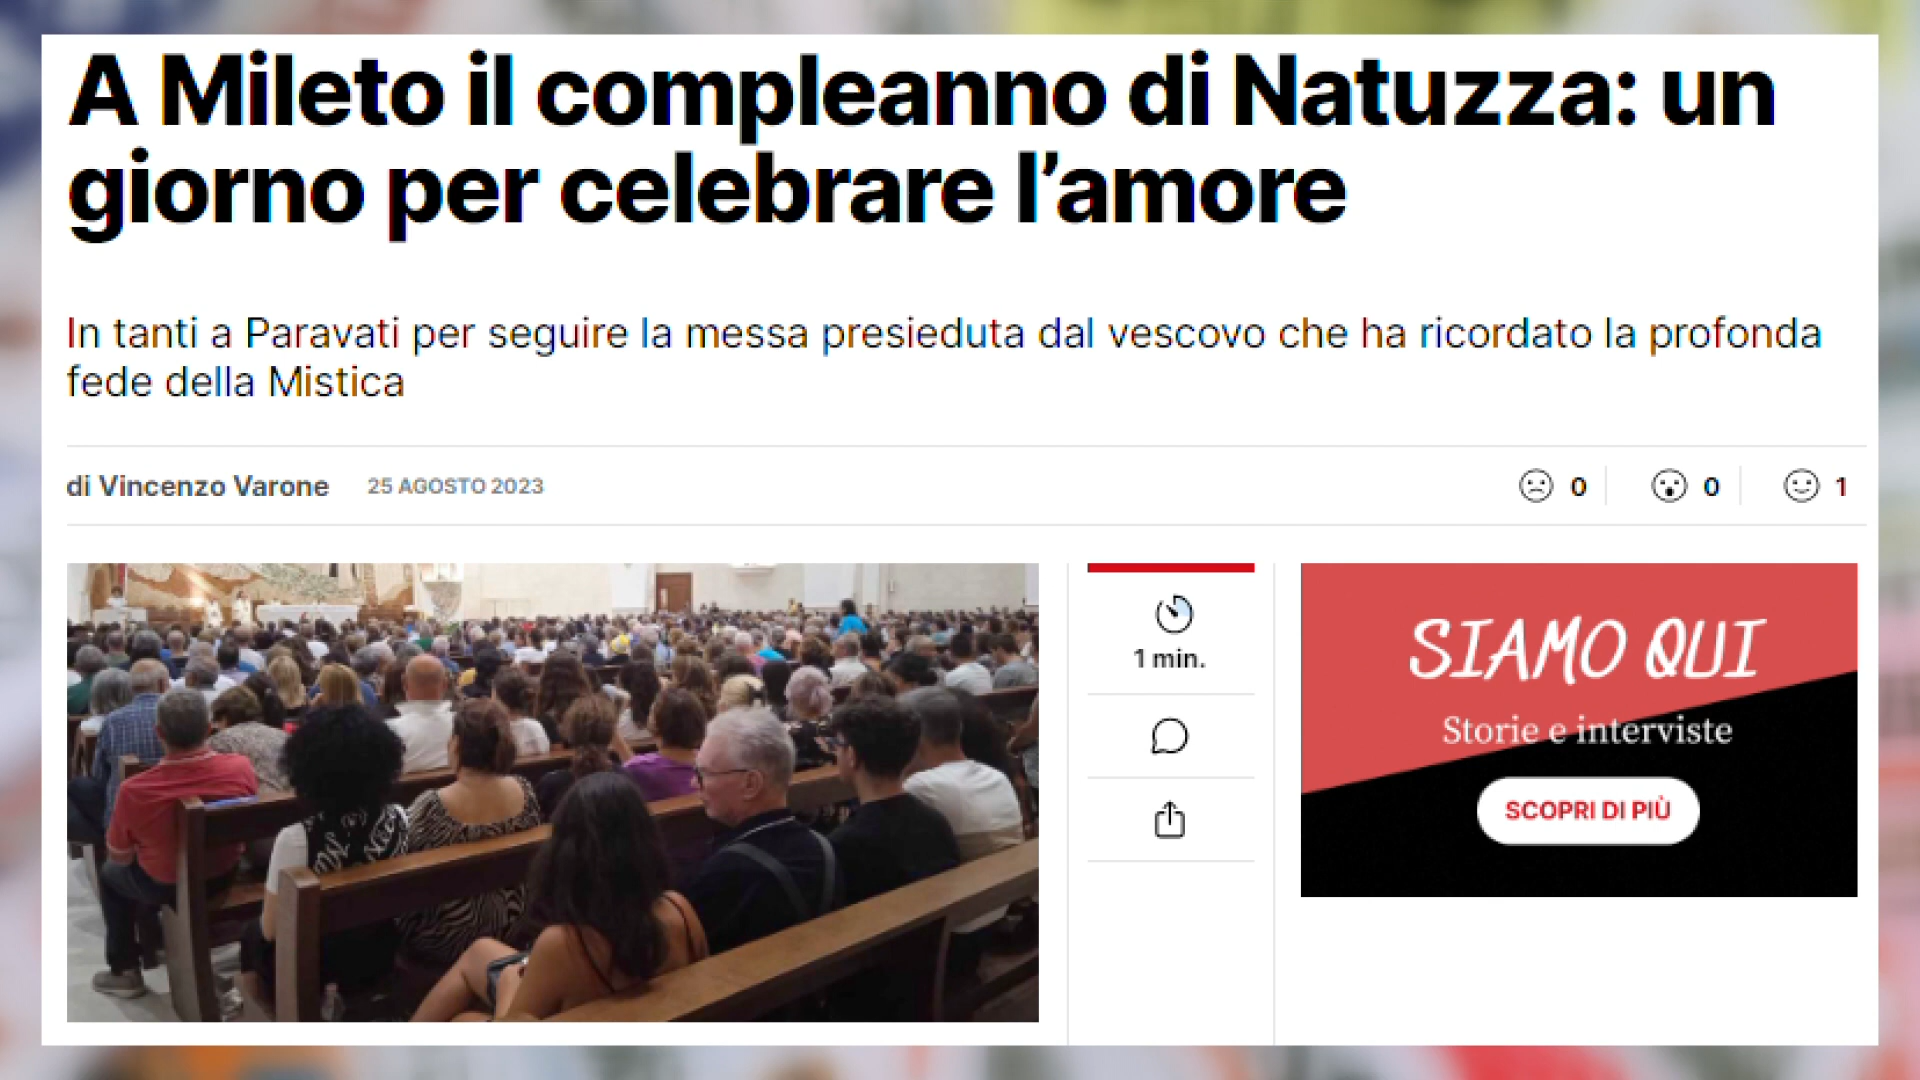 A Mileto il compleanno di Natuzza: un
giorno per celebrare l’amore
In tanti a Paravati per seguire la messa presieduta dal vescovo che ha ricordato la profonda
fede della Mistica
di Vincenzo Varone 25 AGOSTO 2023
0 0 1
1 min.
SIAMO QUI
Storie e interviste
SCOPRI DI PIÙ